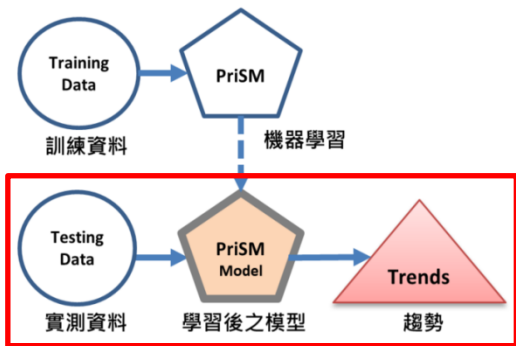 Training
Data
PriSM
訓練資料
機器學習
Testing
Data
PriSM
Model
Trends
實測資料
學習後之模型
趨勢